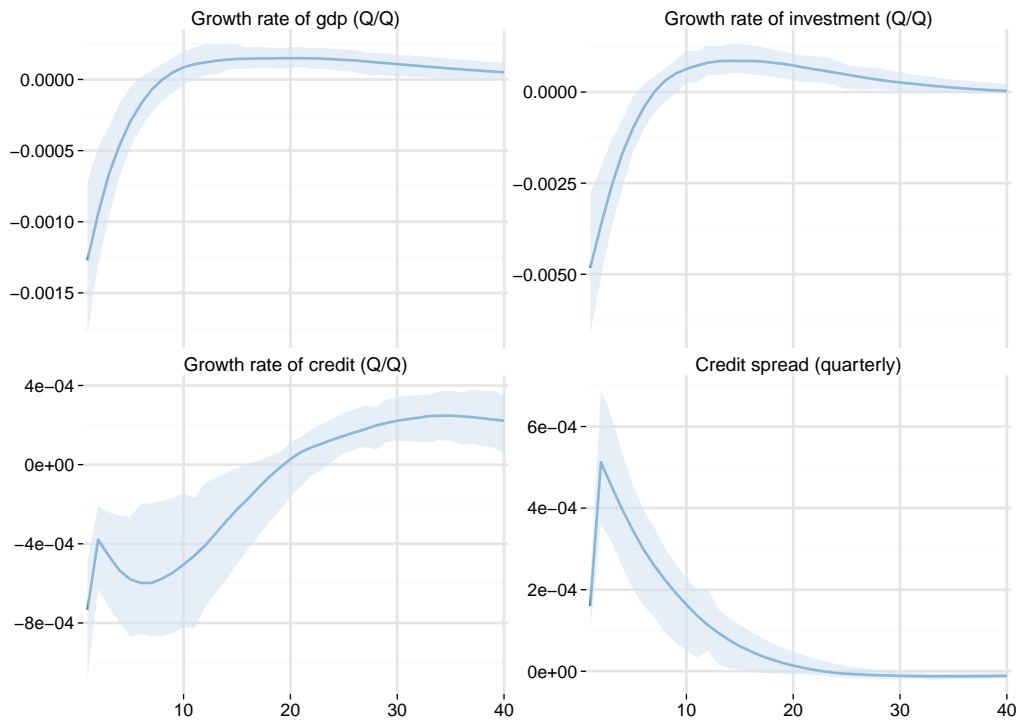 Growth rate of gdp (Q/Q)
0.0000
−0.0005
−0.0010
−0.0015
Growth rate of investment (Q/Q)
0.0000
−0.0025
−0.0050
Growth rate of credit (Q/Q)
4e−04
0e+00
−4e−04
−8e−04
10 20 30 40
Credit spread (quarterly)
6e−04
4e−04
2e−04
0e+00
10 20 30 40